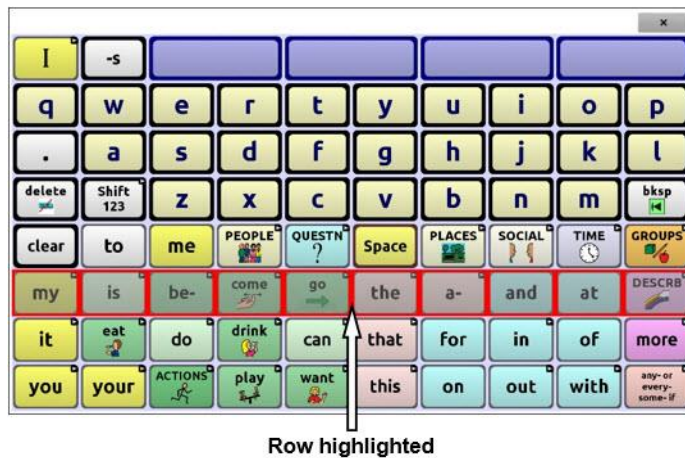 ×
I -s
q w e r t y u i o p
. a s d f g h j k l
delete Shift 123 z x c v b n m bksp
clear to me PEOPLE QUESTN ? Space PLACES SOCIAL TIME GROUPS
my is be- come go the a- and at DESCRB
it eat do drink can that for in of more
you your ACTIONS play want this on out with any- or every- some- if
Row highlighted